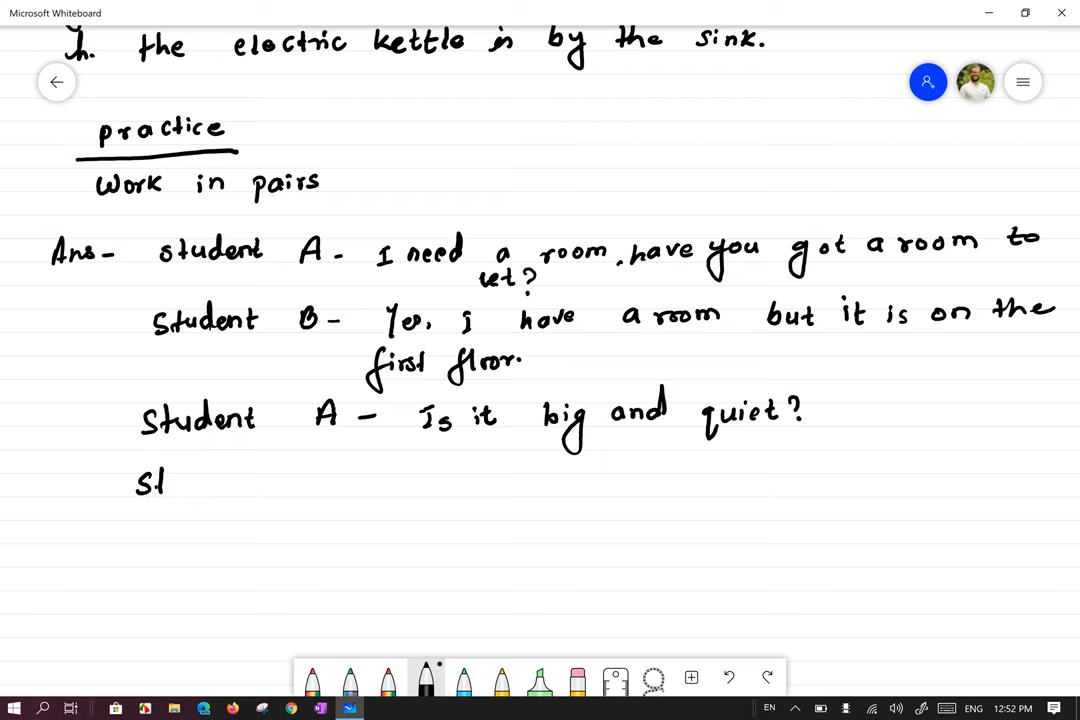 Microsoft Whiteboard
h. the electric kettle is by the sink.
practice
Work in pairs
Ans- student A - I need a room. have you got a room to
let?
student B - Yes. I have a room but it is on the
first floor.
Student A - Is it big and quiet?
St
EN
ENG 12:52 PM